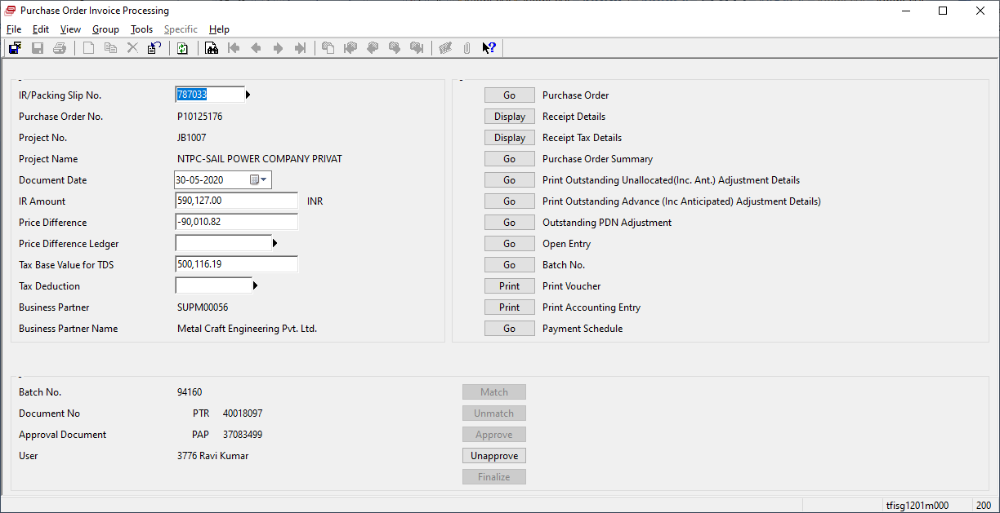 Purchase Order Invoice Processing
File Edit View Group Tools Specific Help
IR/Packing Slip No. 787033
Purchase Order No. P10125176
Project No. JB1007
Project Name NTPC-SAIL POWER COMPANY PRIVAT
Document Date 30-05-2020
IR Amount 590,127.00 INR
Price Difference -90,010.82
Price Difference Ledger
Tax Base Value for TDS 500,116.19
Tax Deduction
Business Partner SUPM00056
Business Partner Name Metal Craft Engineering Pvt. Ltd.
Go Purchase Order
Display Receipt Details
Display Receipt Tax Details
Go Purchase Order Summary
Go Print Outstanding Unallocated(Inc. Ant.) Adjustment Details
Go Print Outstanding Advance (Inc Anticipated) Adjustment Details)
Go Outstanding PDN Adjustment
Go Open Entry
Go Batch No.
Print Print Voucher
Print Print Accounting Entry
Go Payment Schedule
Batch No. 94160
Document No PTR 40018097
Approval Document PAP 37083499
User 3776 Ravi Kumar
Match
Unmatch
Approve
Unapprove
Finalize
tfisg1201m000 200